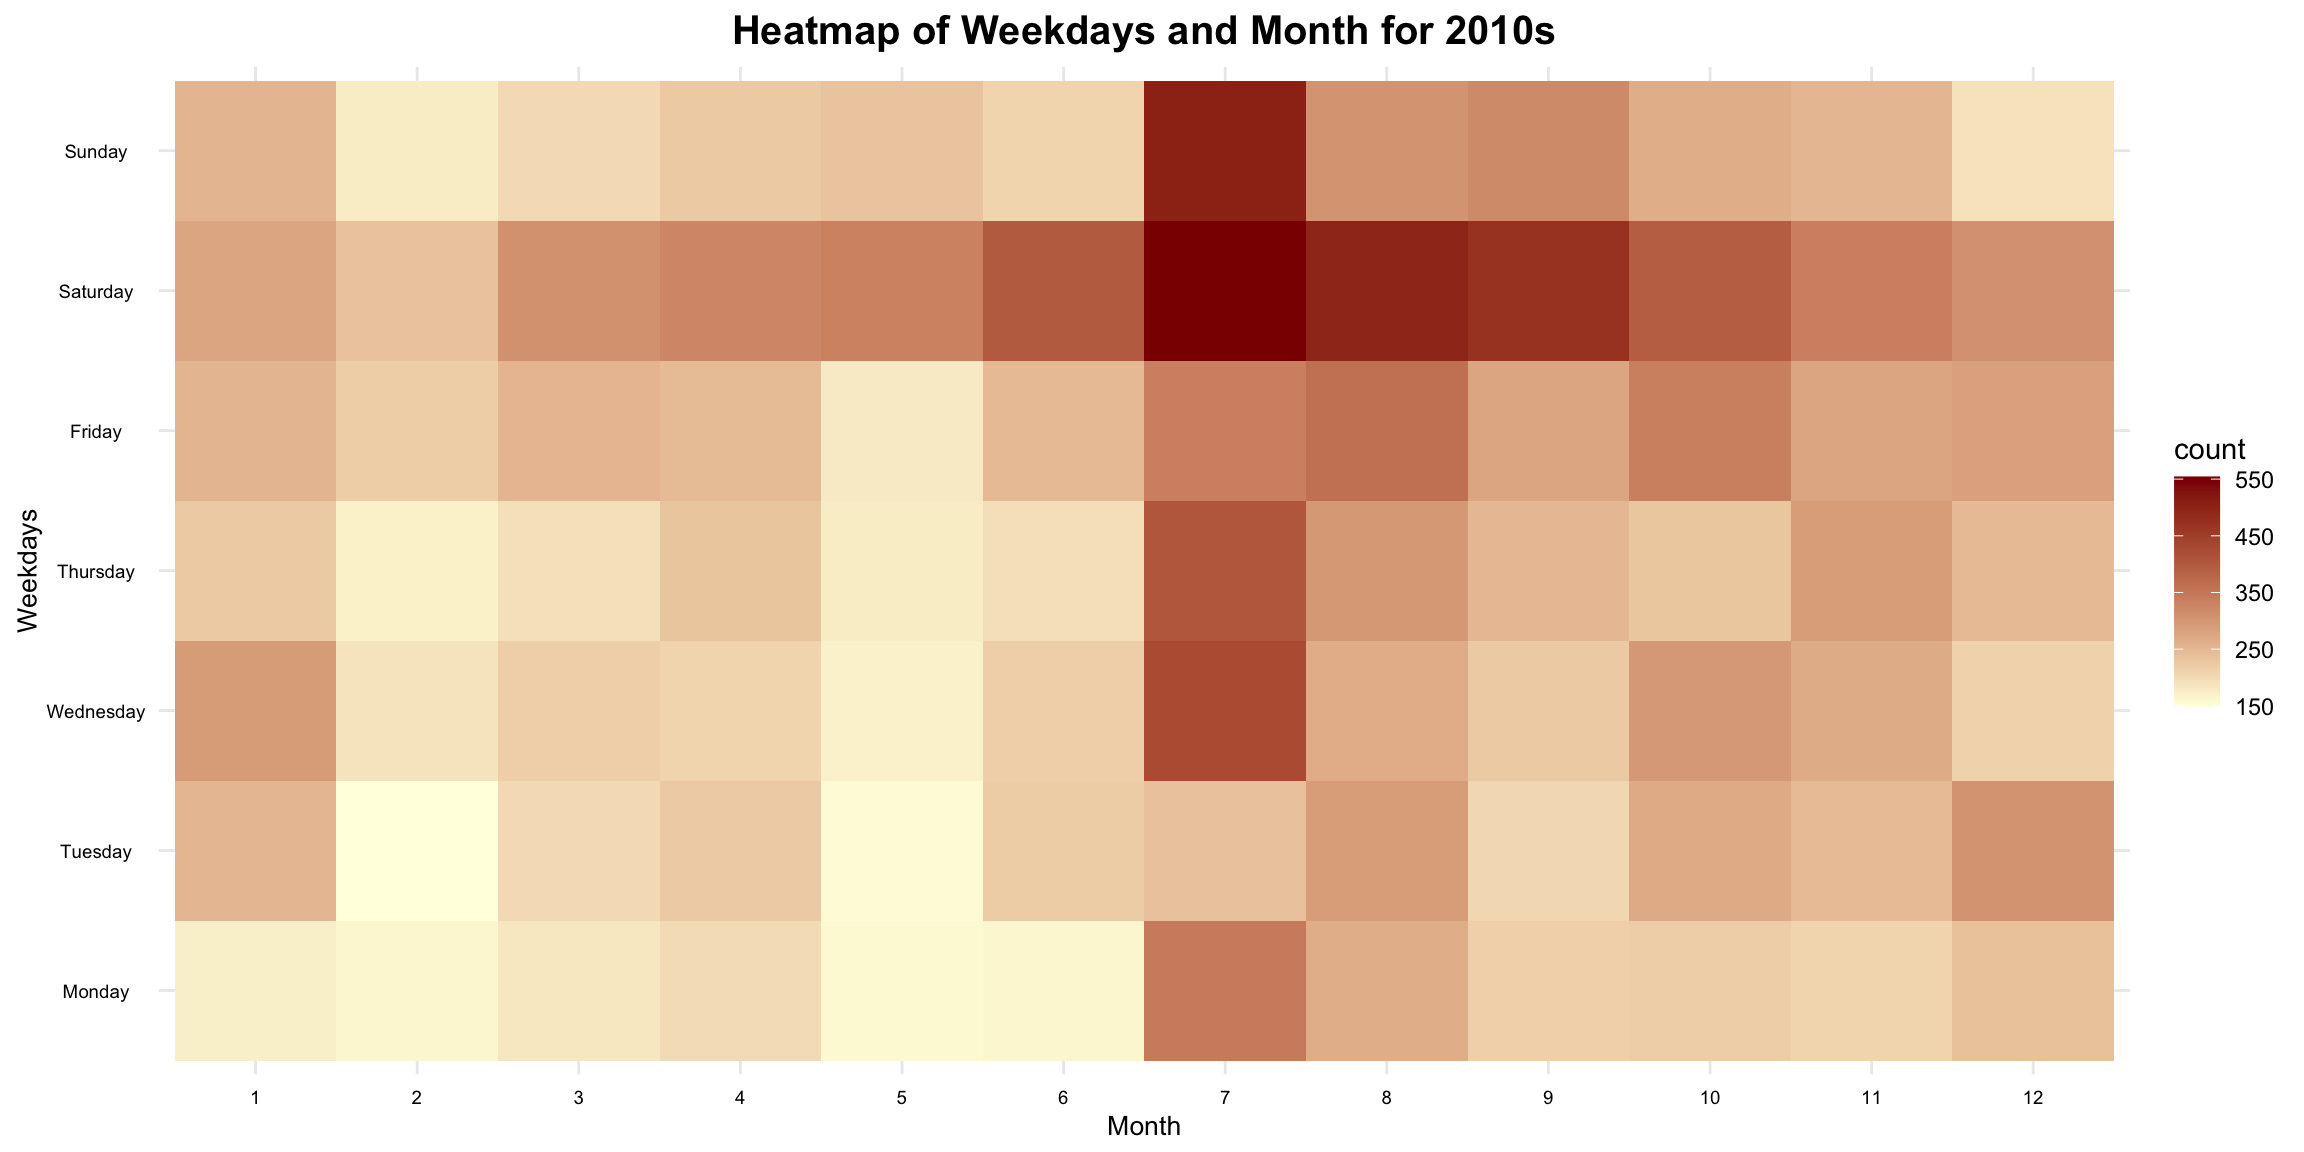 Heatmap of Weekdays and Month for 2010s
Weekdays
Sunday
Saturday
Friday
Thursday
Wednesday
Tuesday
Monday
1 2 3 4 5 6 7 8 9 10 11 12
Month
count
550
450
350
250
150